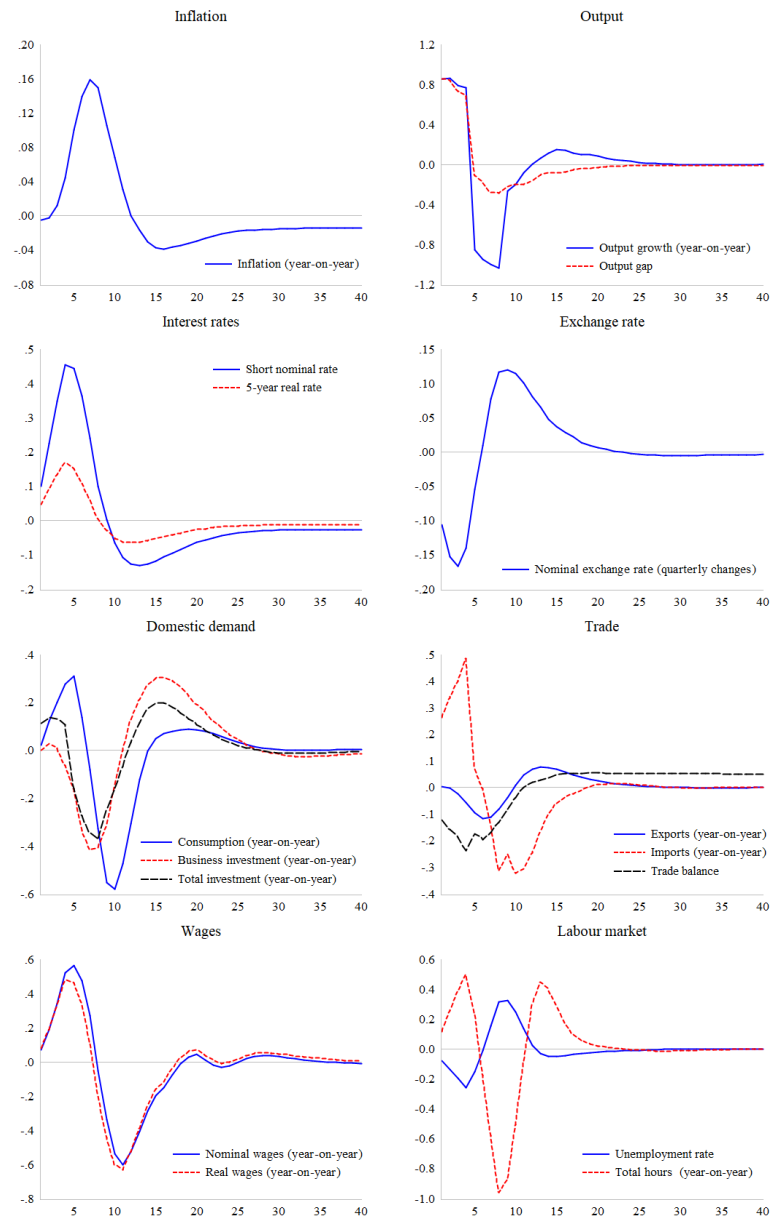 Inflation
.20
.16
.12
.08
.04
.00
-.04
-.08
Inflation (year-on-year)
5 10 15 20 25 30 35 40
Output
1.2
0.8
0.4
0.0
-0.4
-0.8
-1.2
Output growth (year-on-year)
Output gap
5 10 15 20 25 30 35 40
Interest rates
.5
.4
.3
.2
.1
.0
-.1
-.2
Short nominal rate
5-year real rate
5 10 15 20 25 30 35 40
Exchange rate
.15
.10
.05
.00
-.05
-.10
-.15
-.20
Nominal exchange rate (quarterly changes)
5 10 15 20 25 30 35 40
Domestic demand
.4
.2
.0
-.2
-.4
-.6
Consumption (year-on-year)
Business investment (year-on-year)
Total investment (year-on-year)
5 10 15 20 25 30 35 40
Trade
.5
.4
.3
.2
.1
.0
-.1
-.2
-.3
-.4
Exports (year-on-year)
Imports (year-on-year)
Trade balance
5 10 15 20 25 30 35 40
Wages
.6
.4
.2
.0
-.2
-.4
-.6
-.8
Nominal wages (year-on-year)
Real wages (year-on-year)
5 10 15 20 25 30 35 40
Labour market
0.6
0.4
0.2
0.0
-0.2
-0.4
-0.6
-0.8
-1.0
Unemployment rate
Total hours (year-on-year)
5 10 15 20 25 30 35 40